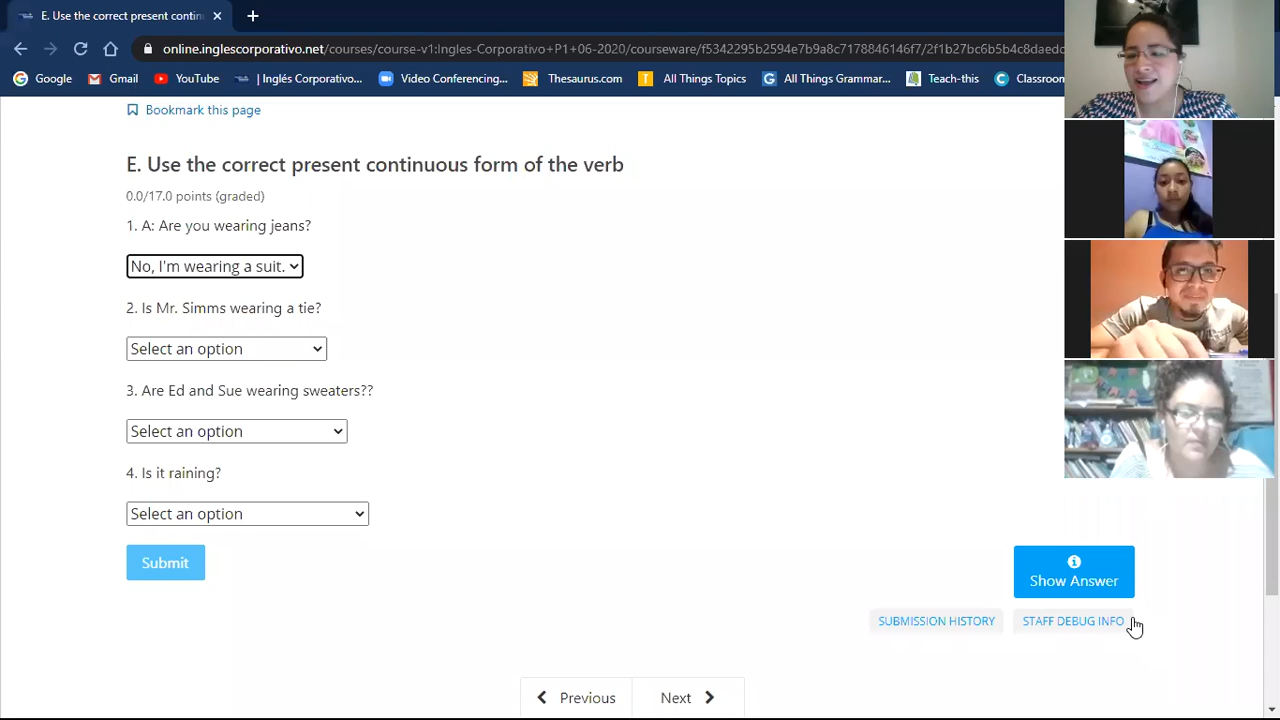 E. Use the correct present contin
online.inglescorporativo.net/courses/course-v1:Ingles-Corporativo+P1+06-2020/courseware/f5342295b2594e7b9a8c7178846146f7/2f1b27bc6b5b4c8daedc
Google Gmail YouTube | Inglés Corporativo... Video Conferencing... Thesaurus.com All Things Topics All Things Grammar... Teach-this Classroom
Bookmark this page
E. Use the correct present continuous form of the verb
0.0/17.0 points (graded)
1. A: Are you wearing jeans?
No, I'm wearing a suit.
2. Is Mr. Simms wearing a tie?
Select an option
3. Are Ed and Sue wearing sweaters??
Select an option
4. Is it raining?
Select an option
Submit
Show Answer
SUBMISSION HISTORY STAFF DEBUG INFO
Previous Next